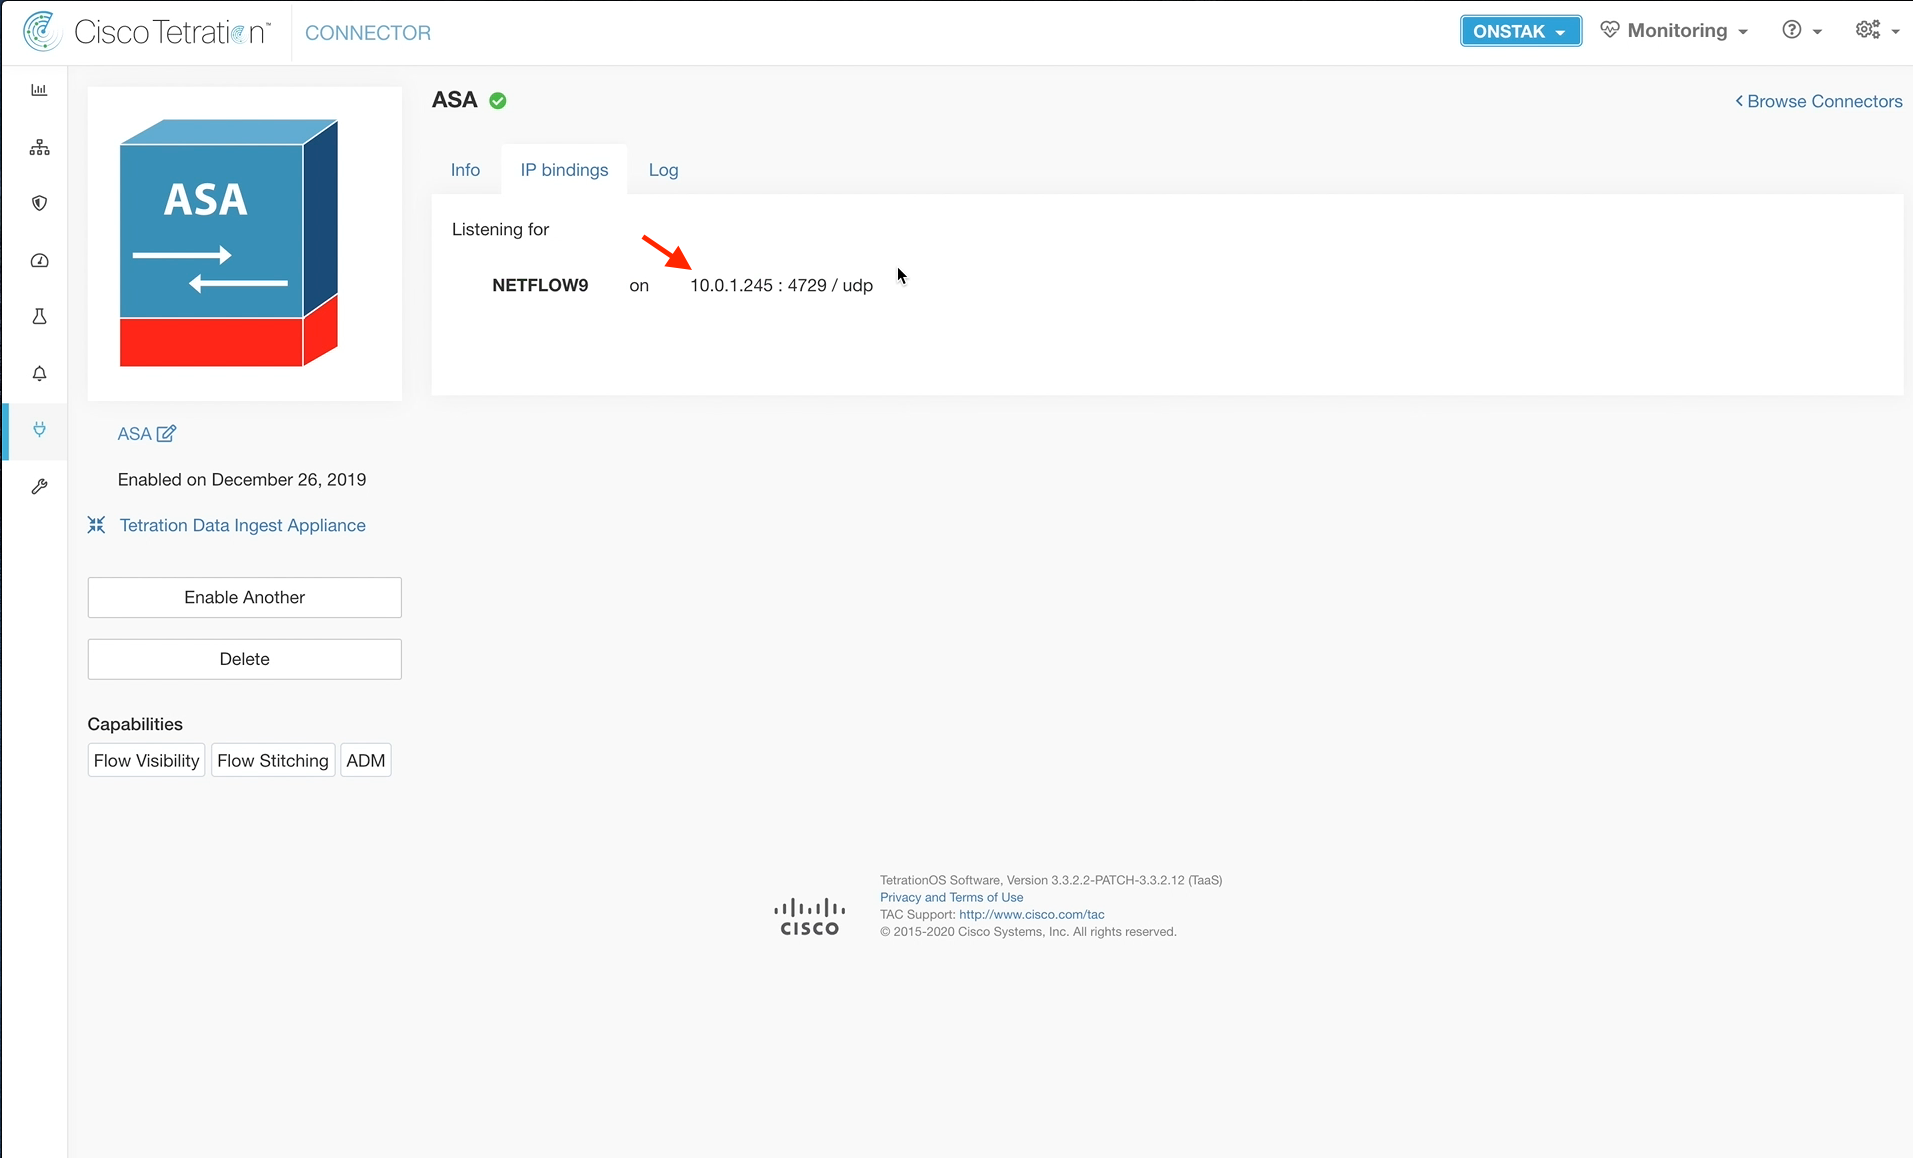 Cisco Tetration™
CONNECTOR
ONSTAK
Monitoring
ASA
Browse Connectors
Info
IP bindings
Log
ASA
Listening for
NETFLOW9 on 10.0.1.245 : 4729 / udp
ASA
Enabled on December 26, 2019
Tetration Data Ingest Appliance
Enable Another
Delete
Capabilities
Flow Visibility
Flow Stitching
ADM
CISCO
TetrationOS Software, Version 3.3.2.2-PATCH-3.3.2.12 (TaaS)
Privacy and Terms of Use
TAC Support: http://www.cisco.com/tac
© 2015-2020 Cisco Systems, Inc. All rights reserved.